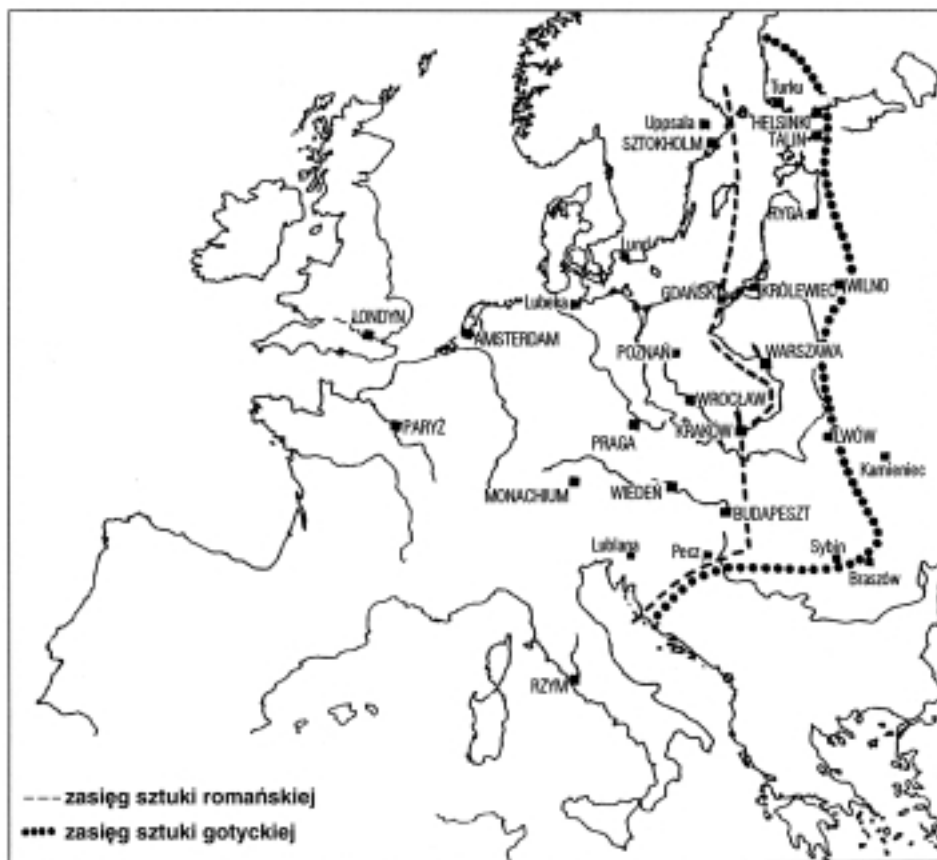 Turku
Uppsala
HELSINKI
SZTOKHOLM
TALIN
RYGA
Lund
GDAŃSK
KRÓLEWIEC
WILNO
Lubeka
LONDYN
AMSTERDAM
POZNAŃ
WARSZAWA
WROCŁAW
PARYŻ
PRAGA
KRAKÓW
LWÓW
Kamieniec
MONACHIUM
WIEDEŃ
BUDAPESZT
Lublana
Pecz
Sybin
Braszów
RZYM
zasięg sztuki romańskiej
zasięg sztuki gotyckiej